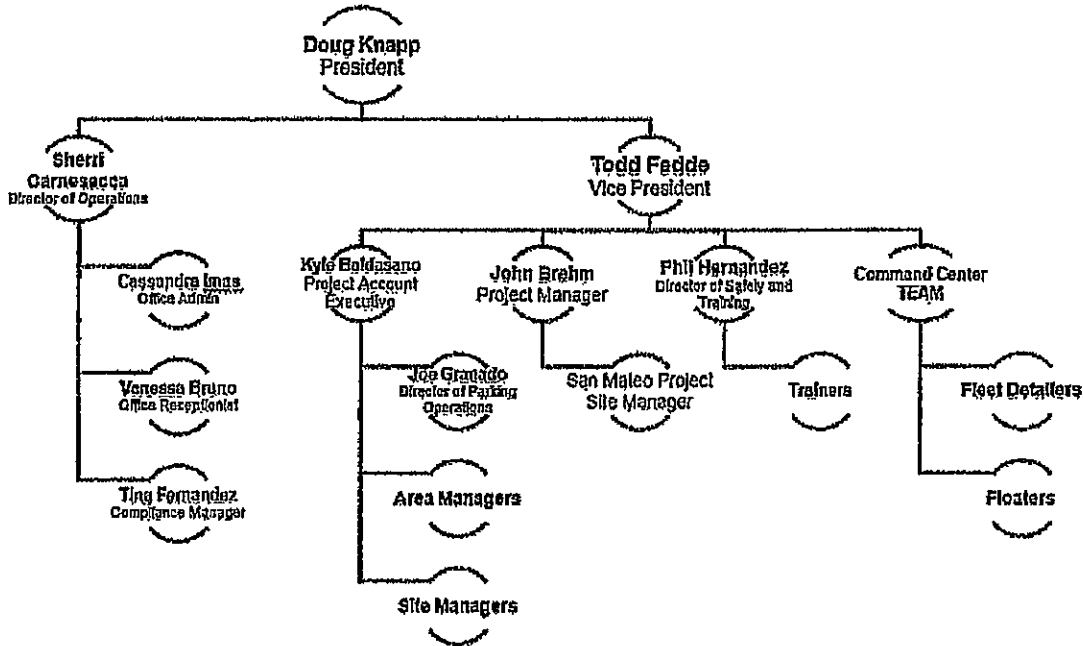 Doug Knapp
President
Sherri
Carnesecca
Director of Operations
Todd Fedde
Vice President
Cassandra Imas
Office Admin
Vanessa Bruno
Office Receptionist
Tina Fernandez
Compliance Manager
Kyle Baldasano
Project Account
Executive
John Brehm
Project Manager
Phil Hernandez
Director of Safety and
Training
Command Center
TEAM
Joe Granado
Director of Parking
Operations
Area Managers
Site Managers
San Mateo Project
Site Manager
Trainers
Fleet Detailers
Floaters